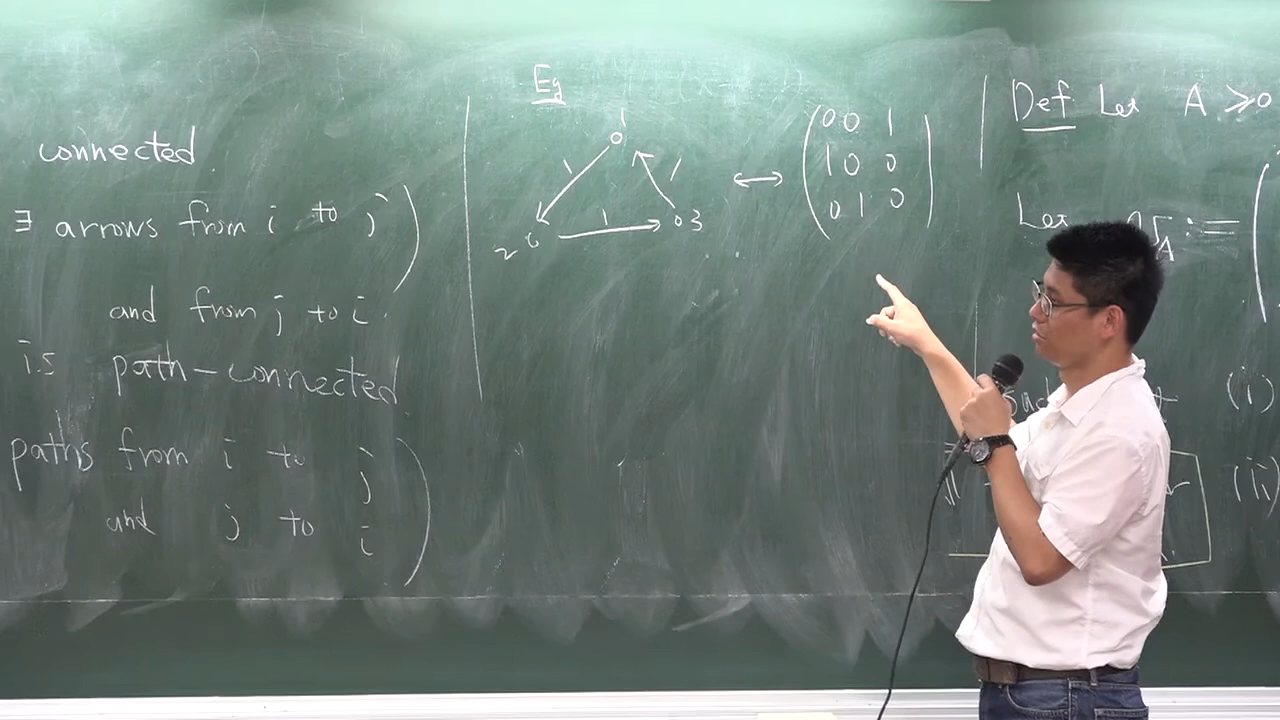 connected
∃ arrows from i to j )
and from j to i .
is path-connected
paths from i to j )
and j to i
Eg
1
1 1
1
2 3
↔
( 0 0 1
1 0 0
0 1 0 )
Def Let A ≥0
Let A := (
(i)
(ii)